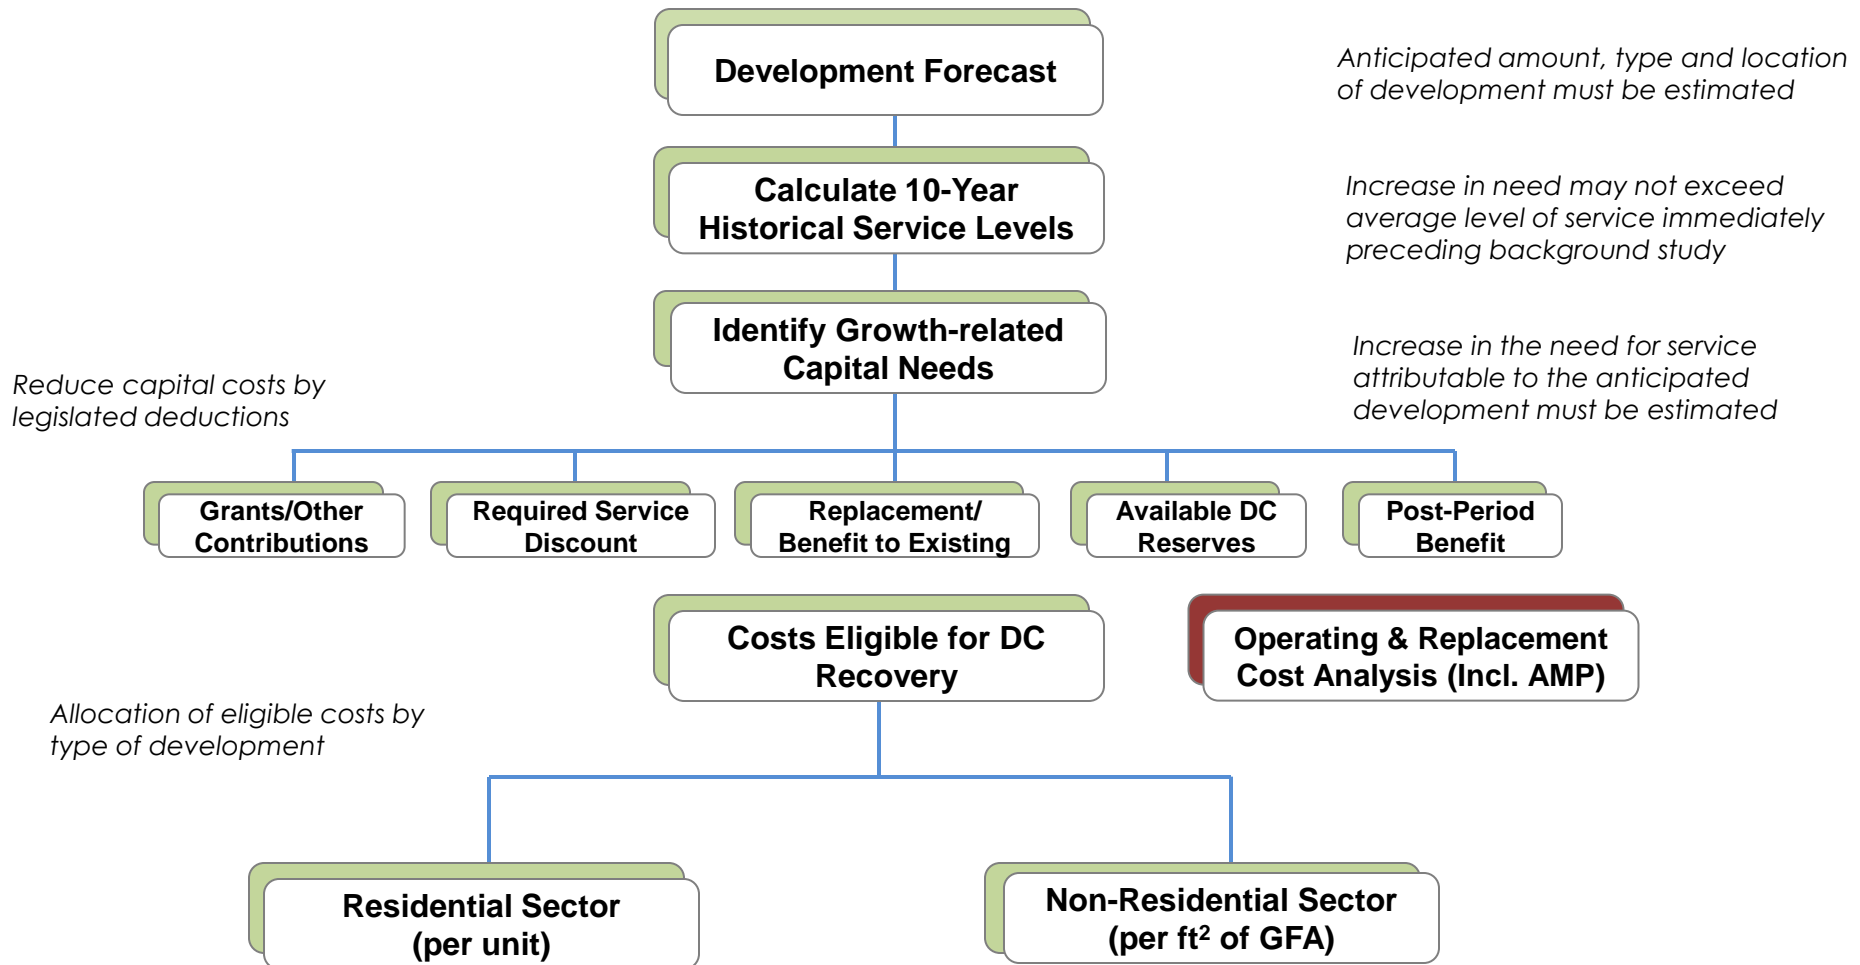 Development Forecast
Anticipated amount, type and location
of development must be estimated
Calculate 10-Year
Historical Service Levels
Increase in need may not exceed
average level of service immediately
preceding background study
Identify Growth-related
Capital Needs
Increase in the need for service
attributable to the anticipated
development must be estimated
Reduce capital costs by
legislated deductions
Grants/Other
Contributions
Required Service
Discount
Replacement/
Benefit to Existing
Available DC
Reserves
Post-Period
Benefit
Costs Eligible for DC
Recovery
Operating & Replacement
Cost Analysis (Incl. AMP)
Allocation of eligible costs by
type of development
Residential Sector
(per unit)
Non-Residential Sector
(per ft² of GFA)